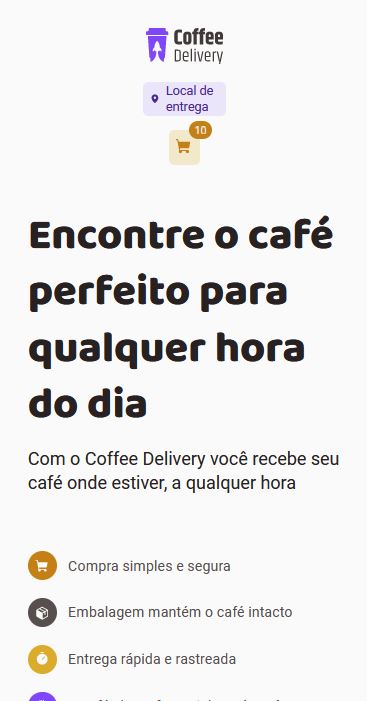 Coffee
Delivery
Local de
entrega
10
Encontre o café
perfeito para
qualquer hora
do dia
Com o Coffee Delivery você recebe seu
café onde estiver, a qualquer hora
Compra simples e segura
Embalagem mantém o café intacto
Entrega rápida e rastreada